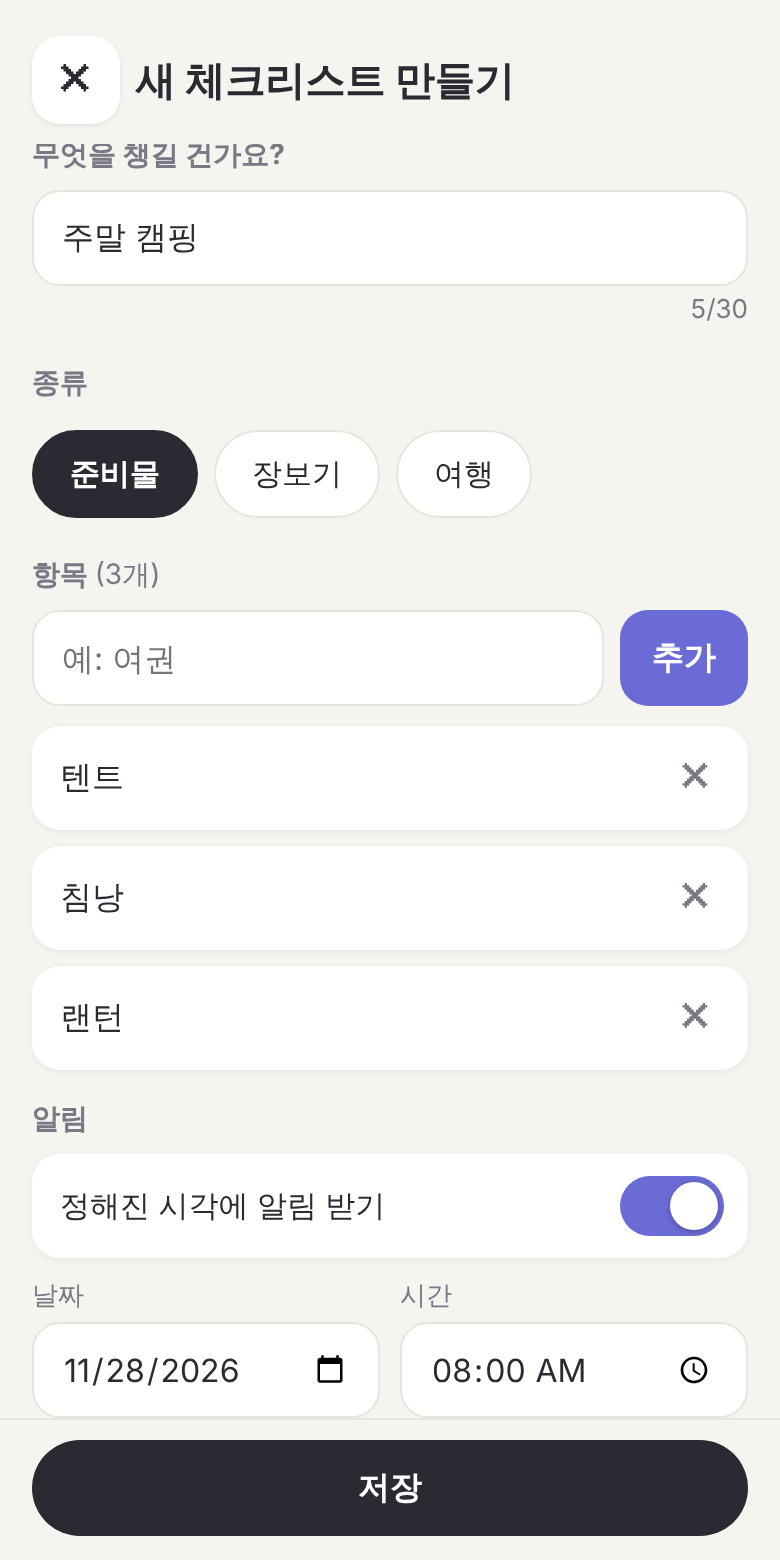 새 체크리스트 만들기
무엇을 챙길 건가요?
주말 캠핑
5/30
종류
준비물 장보기 여행
항목 (3개)
예: 여권 추가
텐트
침낭
랜턴
알림
정해진 시각에 알림 받기
날짜 시간
11/28/2026 08:00 AM
저장